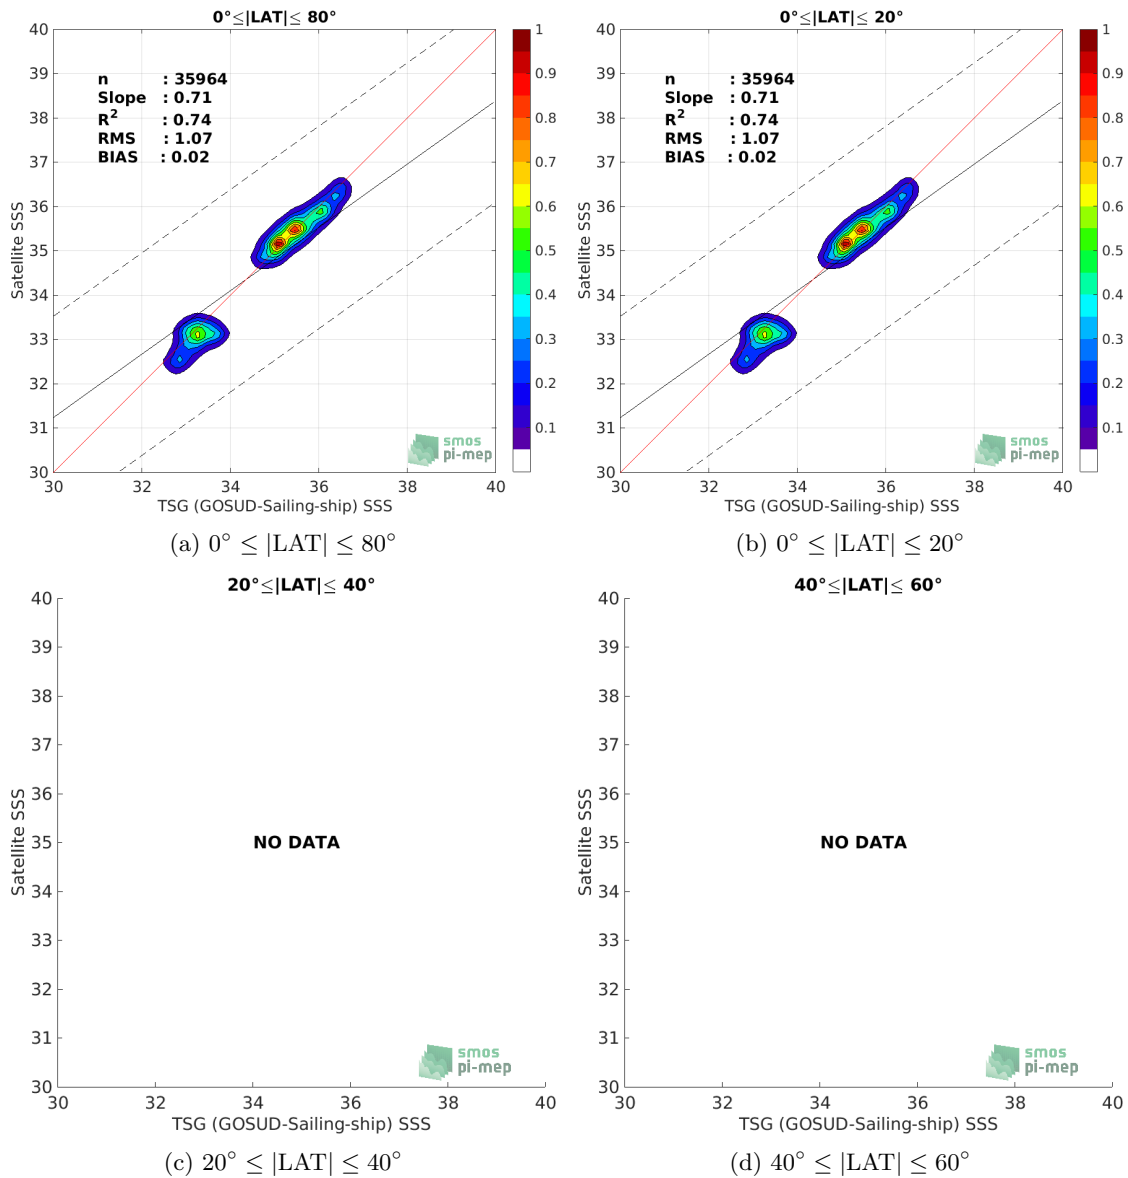 0°≤|LAT|≤ 80°
40
39
38
37
36
35
34
33
32
31
30
Satellite SSS
n : 35964
Slope : 0.71
R2 : 0.74
RMS : 1.07
BIAS : 0.02
smos
pi-mep
30 32 34 36 38 40
TSG (GOSUD-Sailing-ship) SSS
1
0.9
0.8
0.7
0.6
0.5
0.4
0.3
0.2
0.1
(a) 0° ≤ |LAT| ≤ 80°
0°≤|LAT|≤ 20°
40
39
38
37
36
35
34
33
32
31
30
Satellite SSS
n : 35964
Slope : 0.71
R2 : 0.74
RMS : 1.07
BIAS : 0.02
smos
pi-mep
30 32 34 36 38 40
TSG (GOSUD-Sailing-ship) SSS
1
0.9
0.8
0.7
0.6
0.5
0.4
0.3
0.2
0.1
(b) 0° ≤ |LAT| ≤ 20°
20°≤|LAT|≤ 40°
40
39
38
37
36
35
34
33
32
31
30
Satellite SSS
NO DATA
smos
pi-mep
30 32 34 36 38 40
TSG (GOSUD-Sailing-ship) SSS
(c) 20° ≤ |LAT| ≤ 40°
40°≤|LAT|≤ 60°
40
39
38
37
36
35
34
33
32
31
30
Satellite SSS
NO DATA
smos
pi-mep
30 32 34 36 38 40
TSG (GOSUD-Sailing-ship) SSS
(d) 40° ≤ |LAT| ≤ 60°